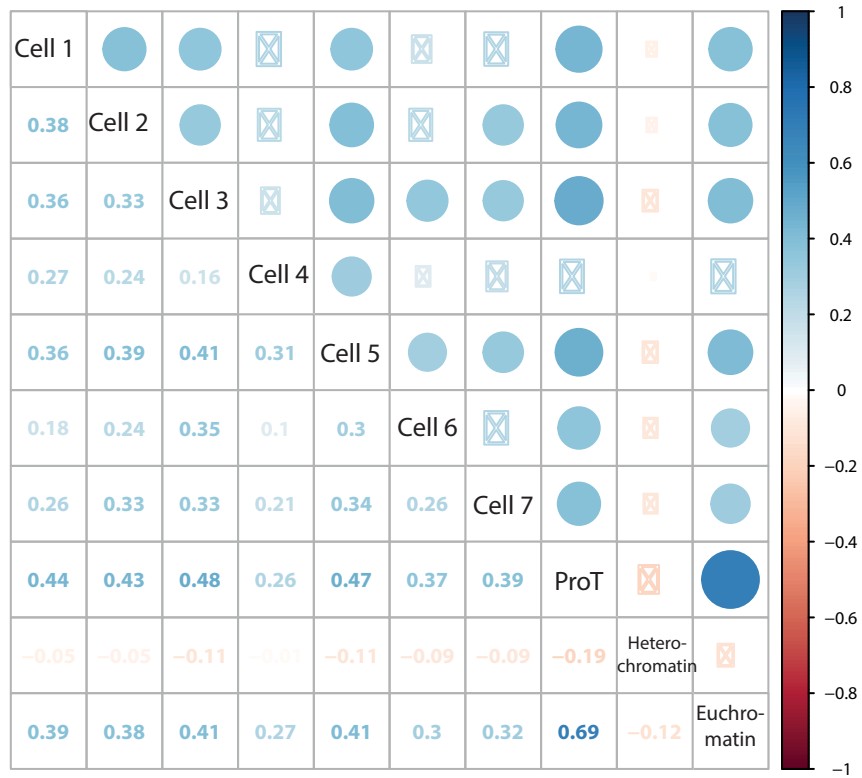 Cell 1
0.38 Cell 2
0.36 0.33 Cell 3
0.27 0.24 0.16 Cell 4
0.36 0.39 0.41 0.31 Cell 5
0.18 0.24 0.35 0.1 0.3 Cell 6
0.26 0.33 0.33 0.21 0.34 0.26 Cell 7
0.44 0.43 0.48 0.26 0.47 0.37 0.39 ProT
−0.05 −0.05 −0.11 −0.01 −0.11 −0.09 −0.09 −0.19 Hetero-
chromatin
0.39 0.38 0.41 0.27 0.41 0.3 0.32 0.69 −0.12 Euchro-
matin
1
0.8
0.6
0.4
0.2
0
−0.2
−0.4
−0.6
−0.8
−1